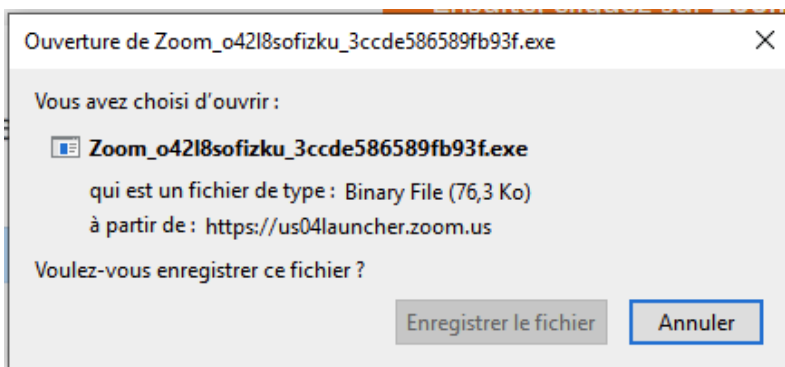 Ouverture de Zoom_o42l8sofizku_3ccde586589fb93f.exe
Vous avez choisi d'ouvrir :
Zoom_o42l8sofizku_3ccde586589fb93f.exe
qui est un fichier de type : Binary File (76,3 Ko)
à partir de : https://us04launcher.zoom.us
Voulez-vous enregistrer ce fichier ?
Enregistrer le fichier Annuler